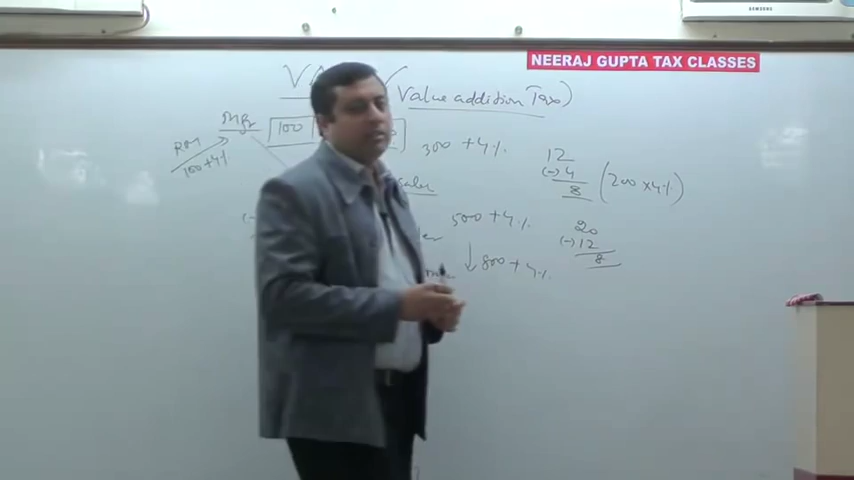 NEERAJ GUPTA TAX CLASSES
Value addition Tax)
Mfr 100
300 + 4%
RM
100+4%
12
(-) 4
8 (200 x 4%)
500 + 4%
20
(-) 12
8
800 + 4%